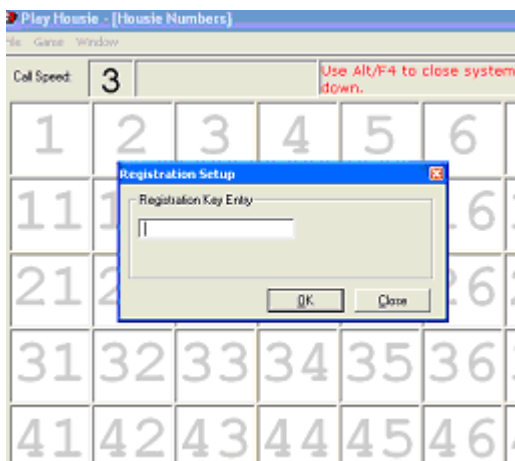 Play Housie - [Housie Numbers]
Game Window
Call Speed: 3
Use Alt/F4 to close system
down.
1 2 3 4 5 6
Registration Setup
Registration Key Entry
11 6
21 2 26
OK Close
31 32 33 34 35 36
41 42 43 44 45 46